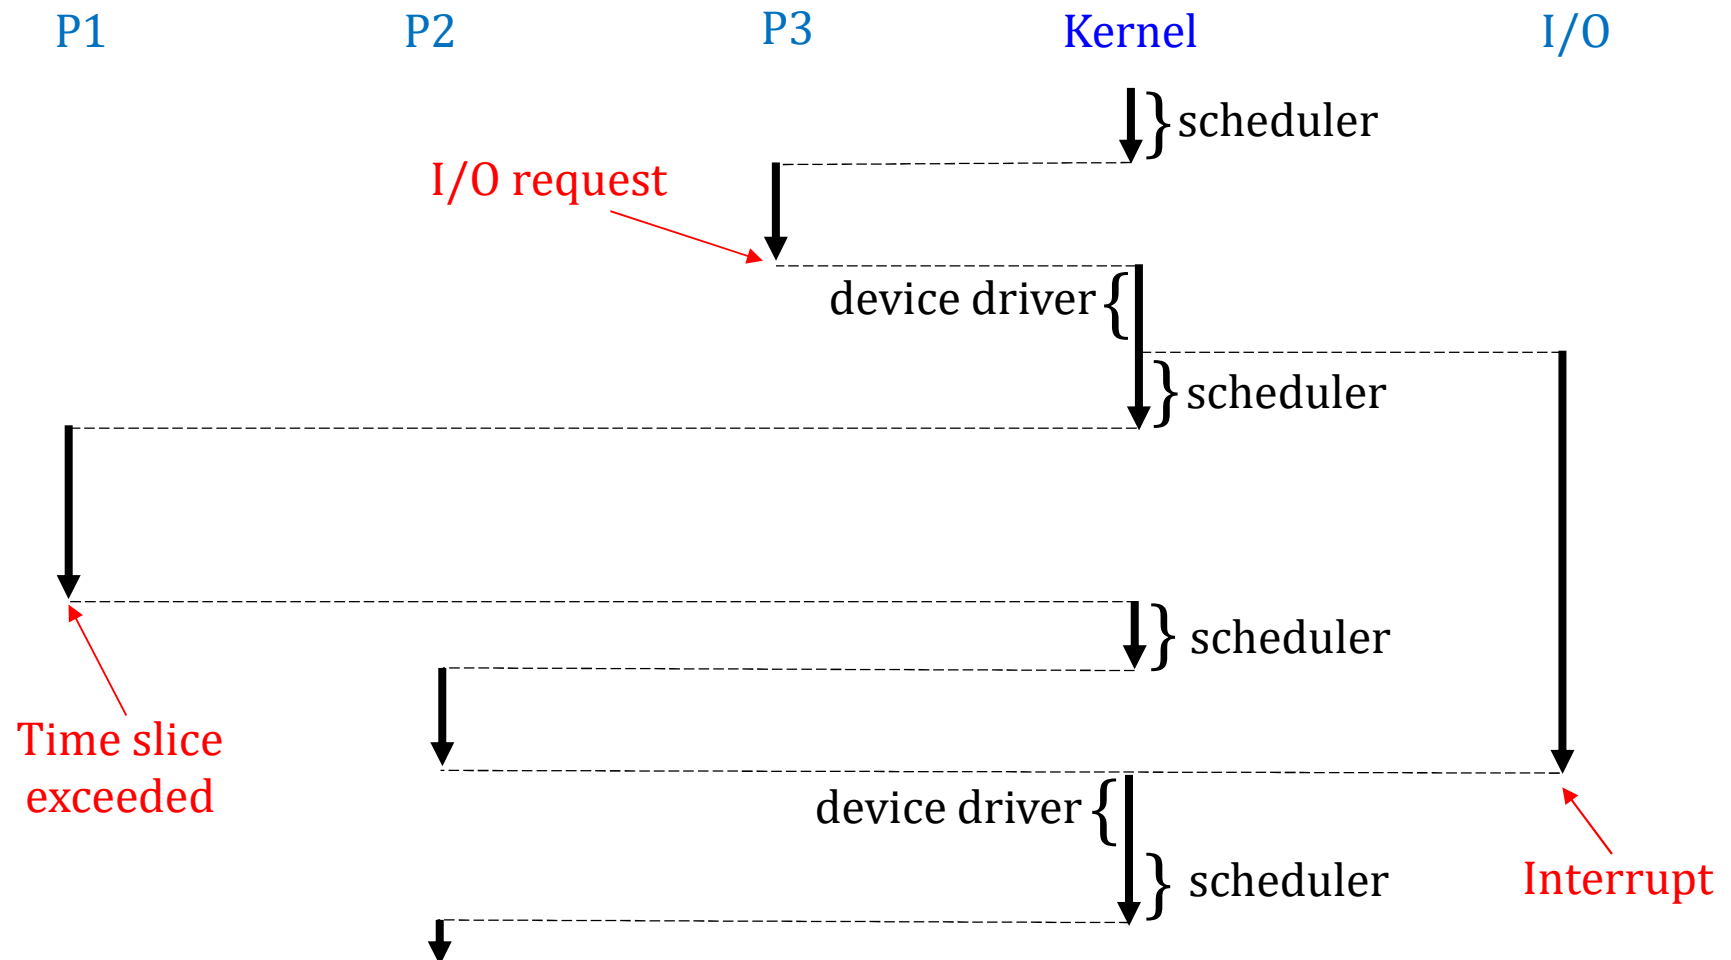 P1 P2 P3 Kernel I/O
scheduler
I/O request
device driver
scheduler
scheduler
Time slice
exceeded
device driver
scheduler
Interrupt